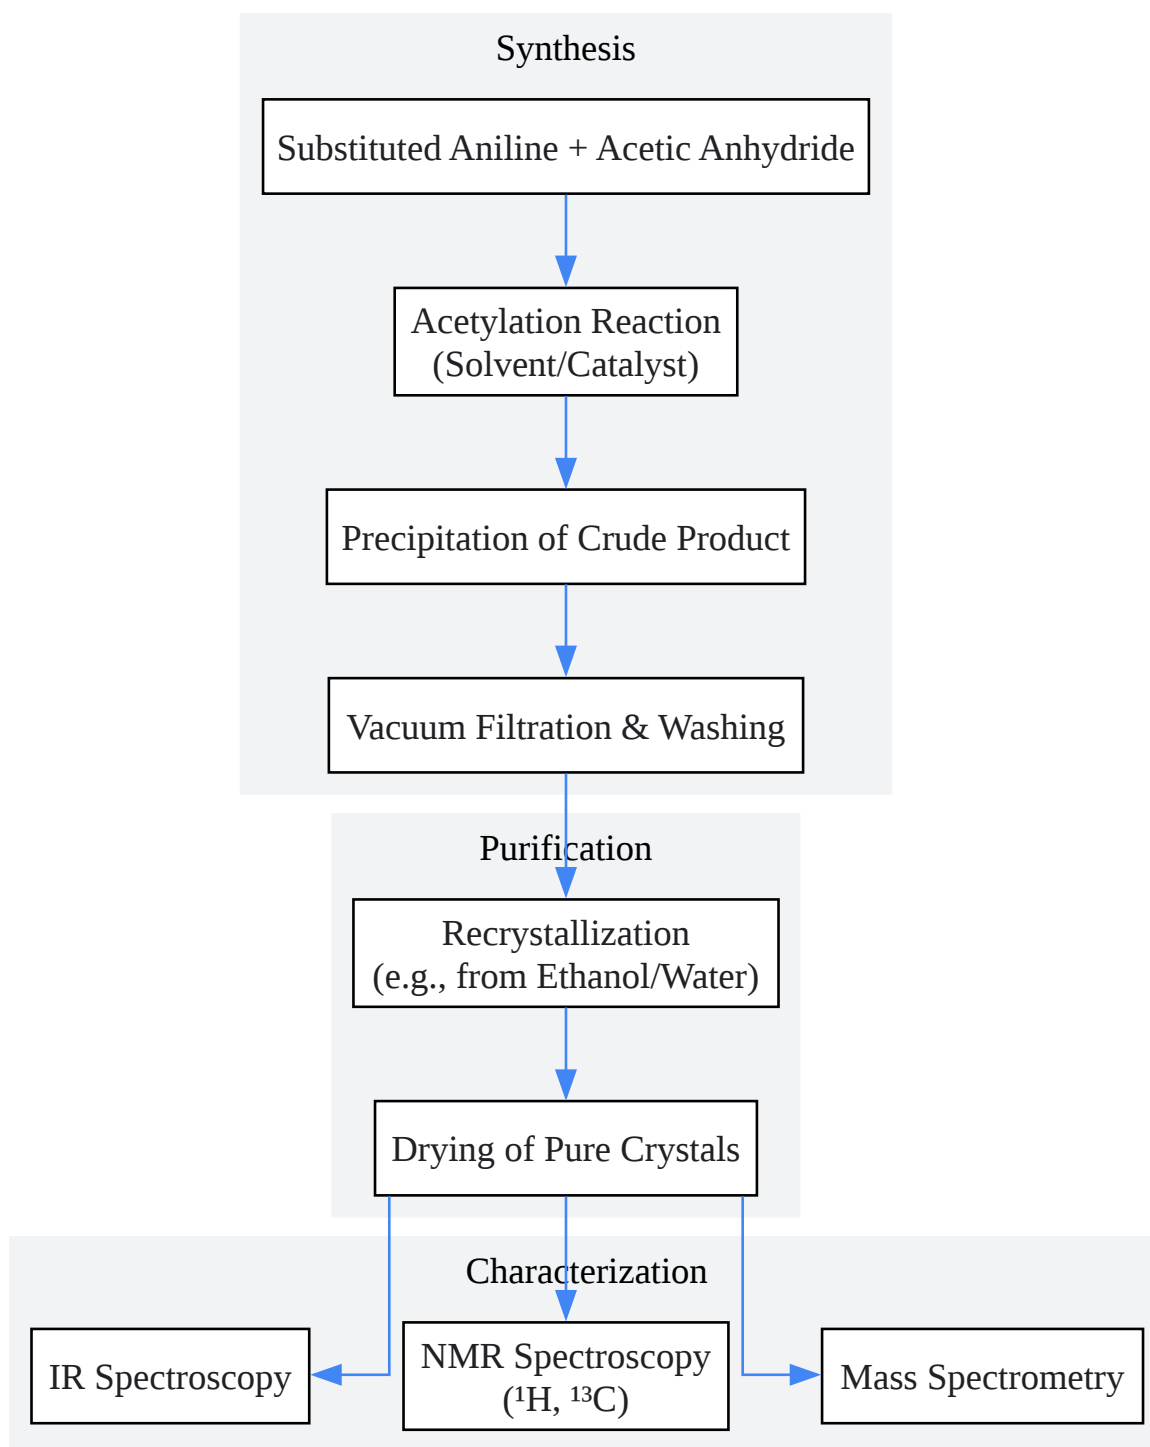 Synthesis
Substituted Aniline + Acetic Anhydride
Acetylation Reaction
(Solvent/Catalyst)
Precipitation of Crude Product
Vacuum Filtration & Washing
Purification
Recrystallization
(e.g., from Ethanol/Water)
Drying of Pure Crystals
Characterization
IR Spectroscopy
NMR Spectroscopy
(¹H, ¹³C)
Mass Spectrometry